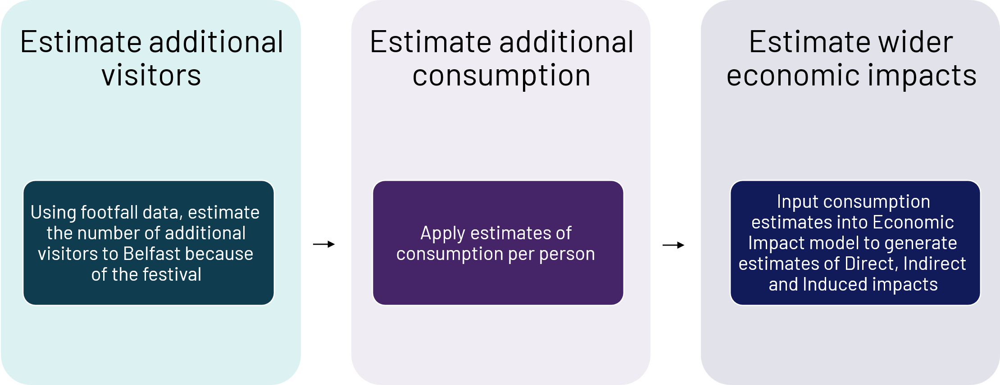 Estimate additional
visitors
Using footfall data, estimate
the number of additional
visitors to Belfast because
of the festival
Estimate additional
consumption
Apply estimates of
consumption per person
Estimate wider
economic impacts
Input consumption
estimates into Economic
Impact model to generate
estimates of Direct, Indirect
and Induced impacts